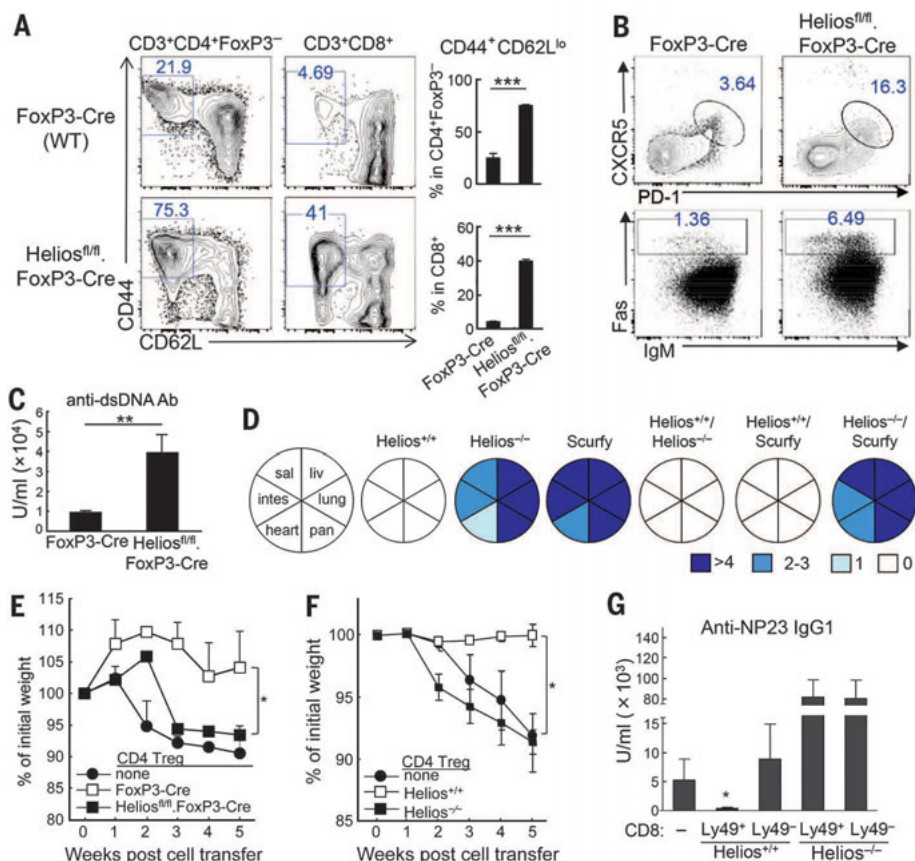 A
CD3+CD4+FoxP3–
CD3+CD8+
CD44+CD62Llo
FoxP3-Cre
(WT)
21.9
4.69
Heliosfl/fl.
FoxP3-Cre
75.3
41
CD44
CD62L
% in CD4+FoxP3–
100
50
0
***
% in CD8+
60
40
20
0
***
FoxP3-Cre
Heliosfl/fl.
FoxP3-Cre
B
FoxP3-Cre
Heliosfl/fl.
FoxP3-Cre
3.64
16.3
CXCR5
PD-1
1.36
6.49
Fas
IgM
C
anti-dsDNA Ab
U/ml (×10⁴)
6
5
4
3
2
1
0
**
FoxP3-Cre
Heliosfl/fl.
FoxP3-Cre
D
sal
liv
intes
lung
heart
pan
Helios+/+
Helios–/–
Scurfy
Helios+/+/
Helios–/–
Helios+/+/
Scurfy
Helios–/–/
Scurfy
>4
2-3
1
0
E
% of initial weight
115
110
105
100
95
90
85
*
CD4 Treg
none
FoxP3-Cre
Heliosfl/fl.FoxP3-Cre
0 1 2 3 4 5
Weeks post cell transfer
F
% of initial weight
100
95
90
85
*
CD4 Treg
none
Helios+/+
Helios–/–
0 1 2 3 4 5
Weeks post cell transfer
G
Anti-NP23 IgG1
U/ml (×10³)
140
120
100
80
15
10
5
0
*
CD8: – Ly49+ Ly49– Ly49+ Ly49–
Helios+/+
Helios–/–